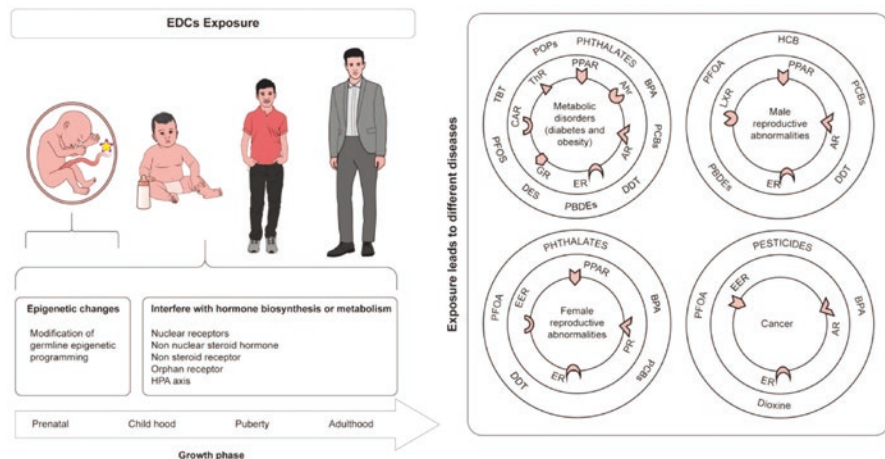 EDCs Exposure
Epigenetic changes
Modification of
germline epigenetic
programming
Interfere with hormone biosynthesis or metabolism
Nuclear receptors
Non nuclear steroid hormone
Non steroid receptor
Orphan receptor
HPA axis
Prenatal
Child hood
Puberty
Adulthood
Growth phase
Exposure leads to different diseases
POPs
PHTHALATES
BPA
PCBs
DDT
PBDEs
DES
PFOS
TBT
PPAR
Ahr
AR
ER
GR
CAR
ThR
Metabolic
disorders
(diabetes and
obesity)
HCB
PCBs
DDT
PBDEs
PFOA
PPAR
AR
ER
LXR
Male
reproductive
abnormalities
PHTHALATES
BPA
PCBs
DDT
PFOA
PPAR
PR
ER
EER
Female
reproductive
abnormalities
PESTICIDES
BPA
Dioxine
PFOA
EER
AR
ER
Cancer